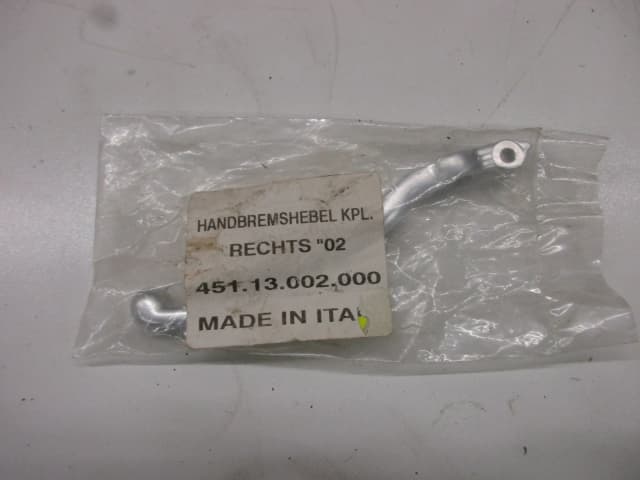 HANDBREMSHEBEL KPL.
RECHTS "02
451.13.002.000
MADE IN ITA